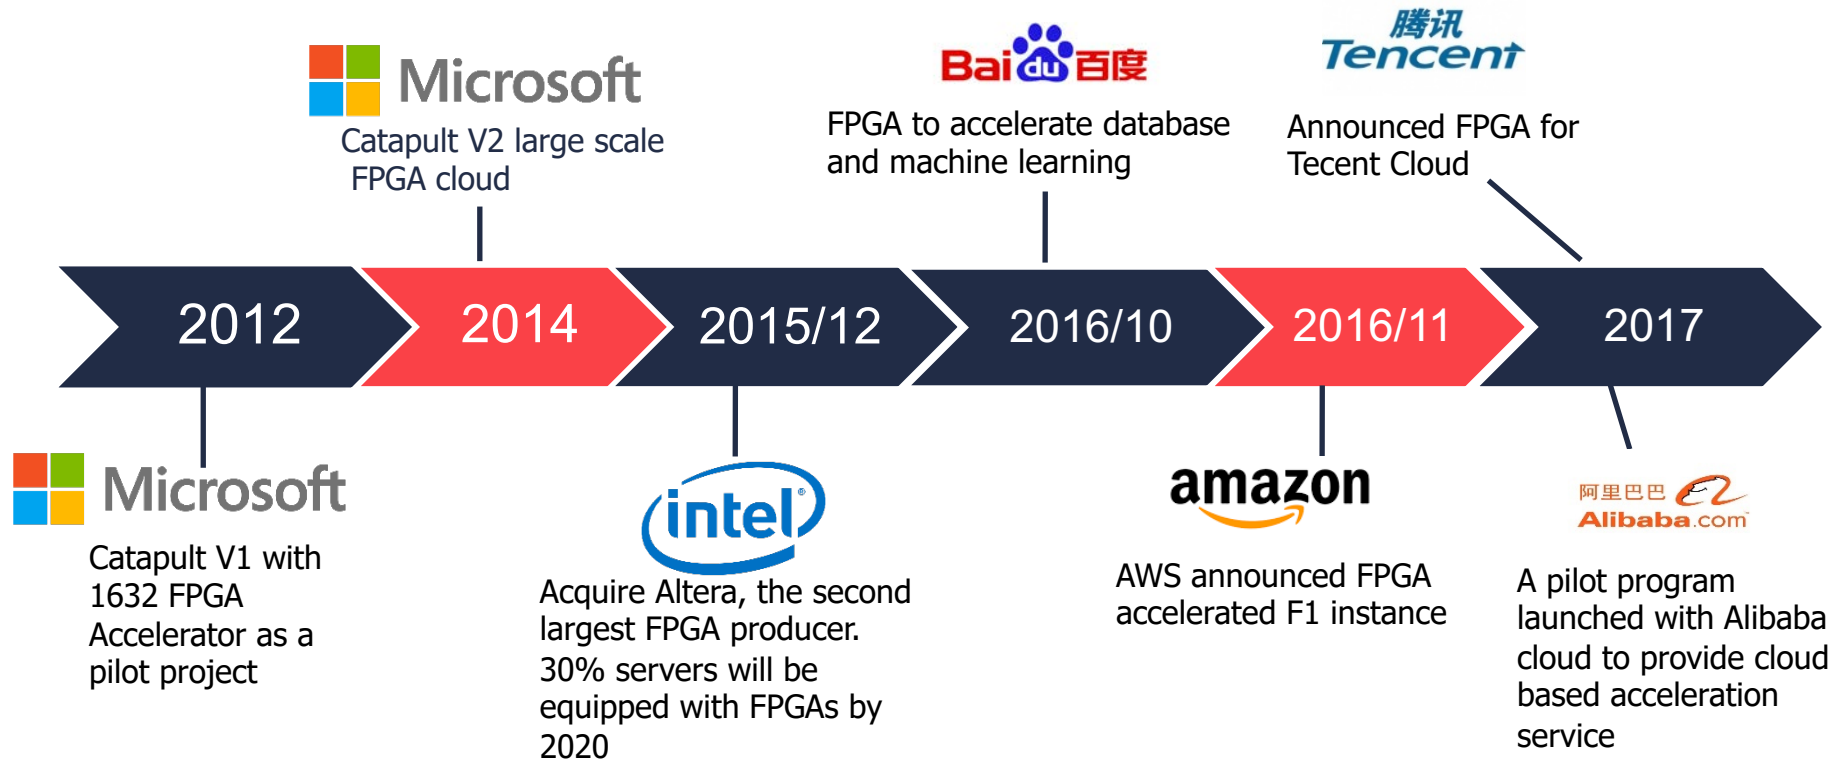 Microsoft
Catapult V2 large scale
FPGA cloud
Bai du 百度
FPGA to accelerate database
and machine learning
腾讯
Tencent
Announced FPGA for
Tecent Cloud
2012
2014
2015/12
2016/10
2016/11
2017
Microsoft
Catapult V1 with
1632 FPGA
Accelerator as a
pilot project
intel®
Acquire Altera, the second
largest FPGA producer.
30% servers will be
equipped with FPGAs by
2020
amazon
AWS announced FPGA
accelerated F1 instance
阿里巴巴
Alibaba.com
A pilot program
launched with Alibaba
cloud to provide cloud
based acceleration
service